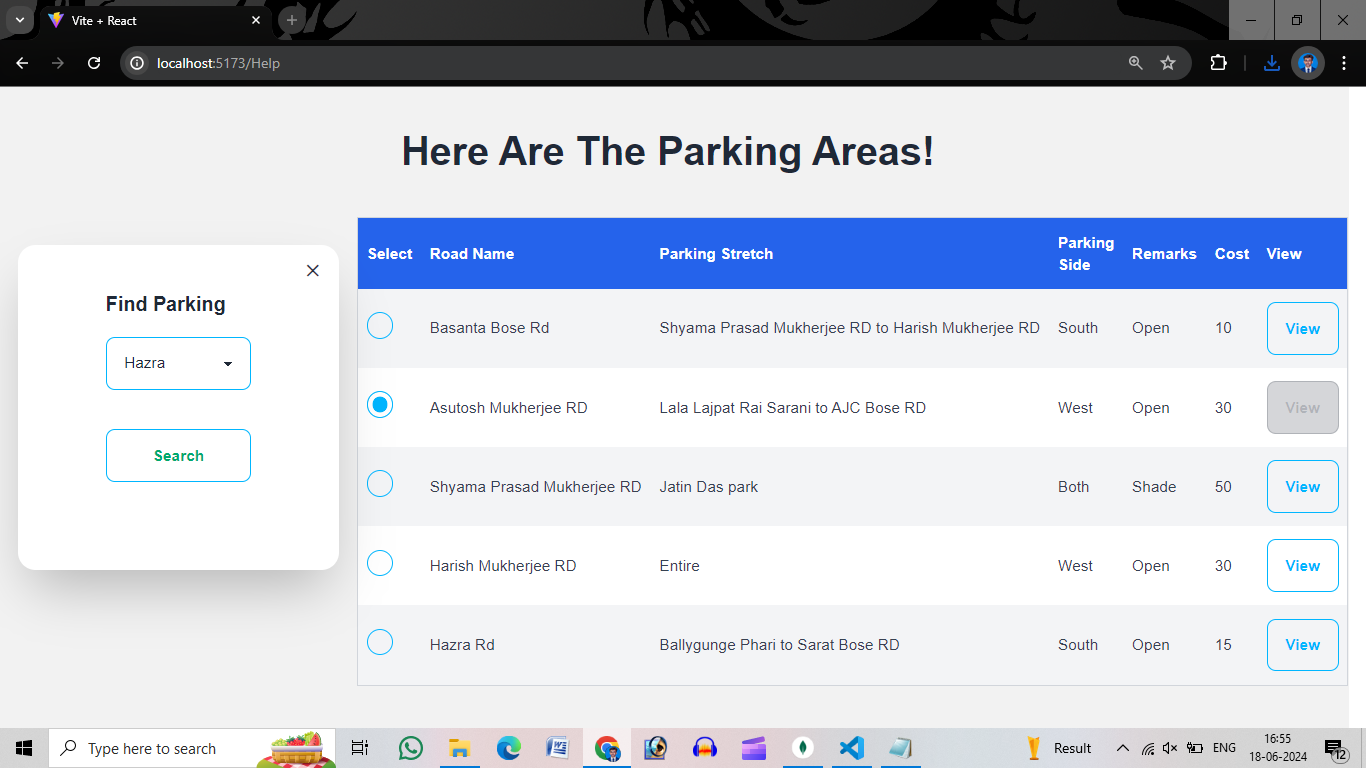 Vite + React
localhost:5173/Help
Here Are The Parking Areas!
Find Parking
Hazra
Search
Select Road Name Parking Stretch Parking Side Remarks Cost View
Basanta Bose Rd Shyama Prasad Mukherjee RD to Harish Mukherjee RD South Open 10 View
Asutosh Mukherjee RD Lala Lajpat Rai Sarani to AJC Bose RD West Open 30 View
Shyama Prasad Mukherjee RD Jatin Das park Both Shade 50 View
Harish Mukherjee RD Entire West Open 30 View
Hazra Rd Ballygunge Phari to Sarat Bose RD South Open 15 View
Type here to search
Result
ENG
16:55
18-06-2024
12